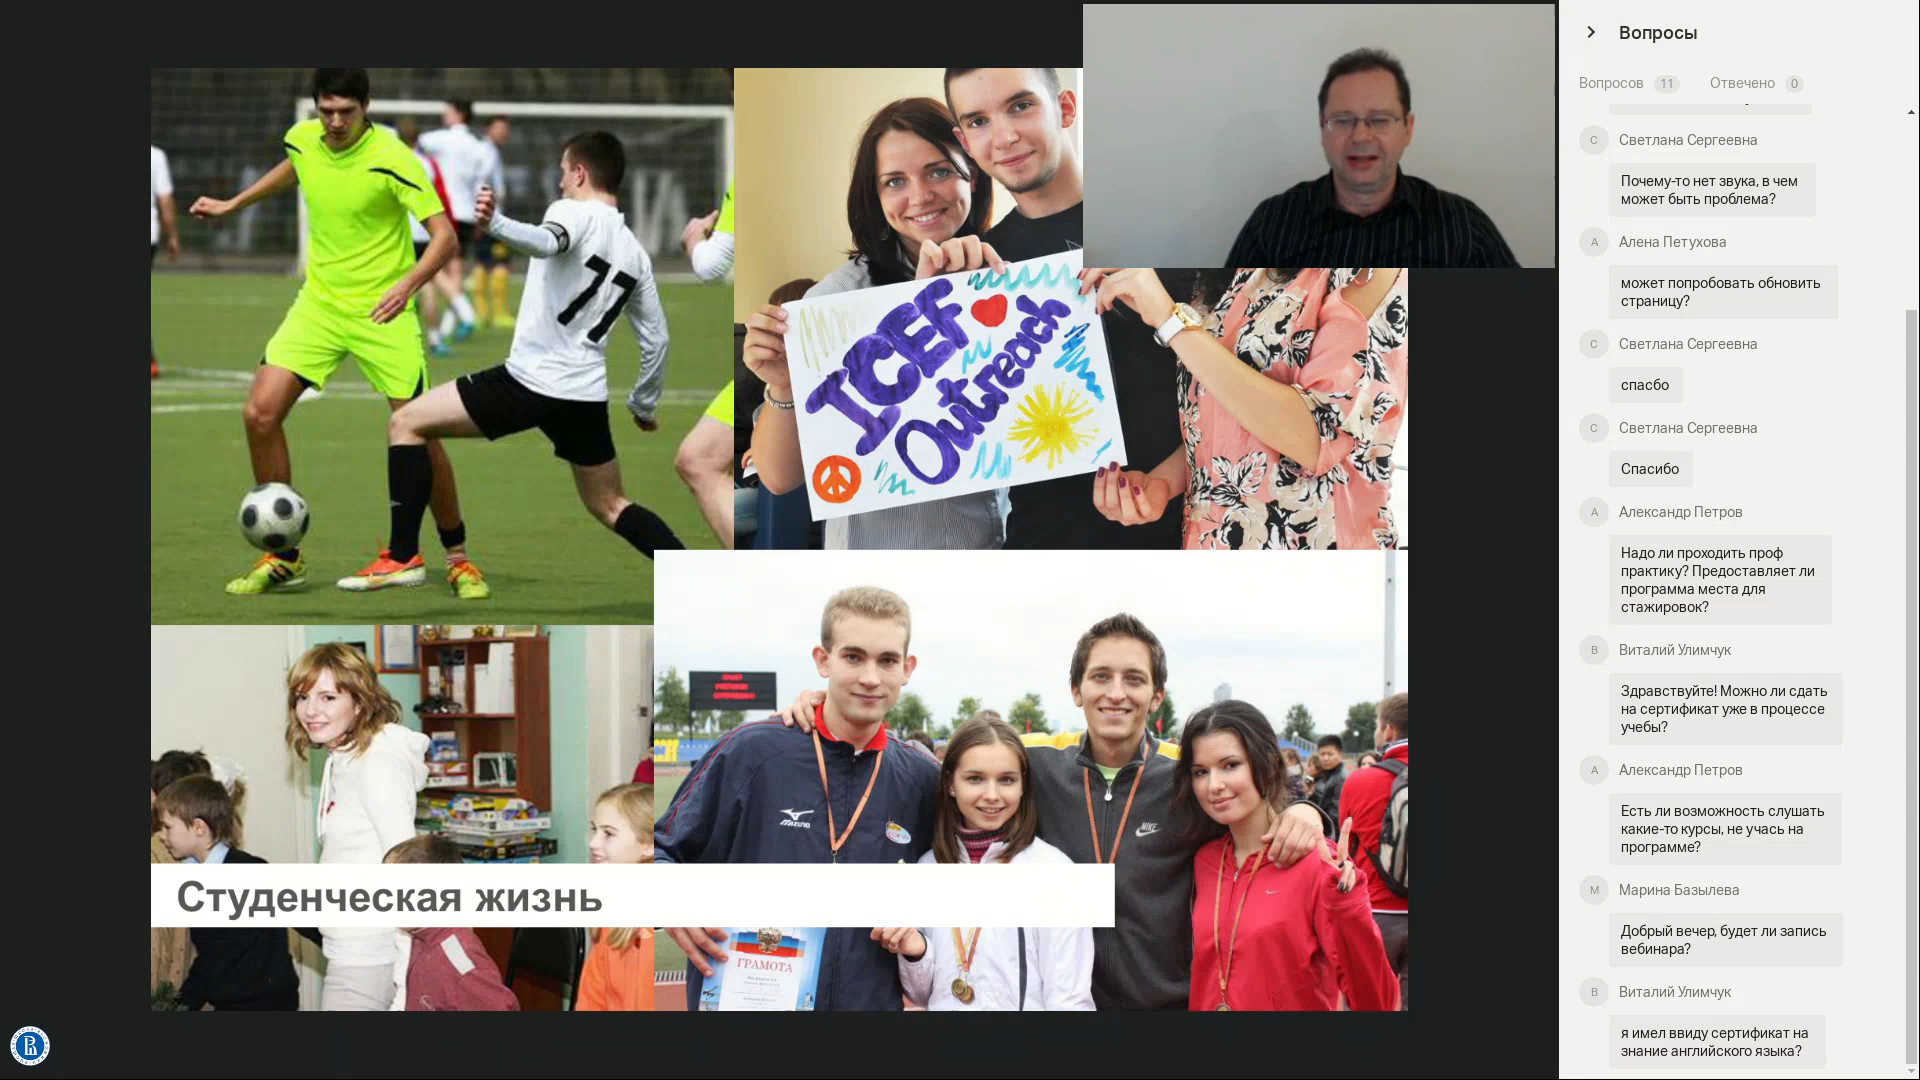 77
ICEF
Outreach
MIZUNO
NIKE
ГРАМОТА
Студенческая жизнь
Вопросы
Вопросов 11 Отвечено 0
С Светлана Сергеевна
Почему-то нет звука, в чем
может быть проблема?
А Алена Петухова
может попробовать обновить
страницу?
С Светлана Сергеевна
спасбо
С Светлана Сергеевна
Спасибо
А Александр Петров
Надо ли проходить проф
практику? Предоставляет ли
программа места для
стажировок?
В Виталий Улимчук
Здравствуйте! Можно ли сдать
на сертификат уже в процессе
учебы?
А Александр Петров
Есть ли возможность слушать
какие-то курсы, не учась на
программе?
М Марина Базылева
Добрый вечер, будет ли запись
вебинара?
В Виталий Улимчук
я имел ввиду сертификат на
знание английского языка?